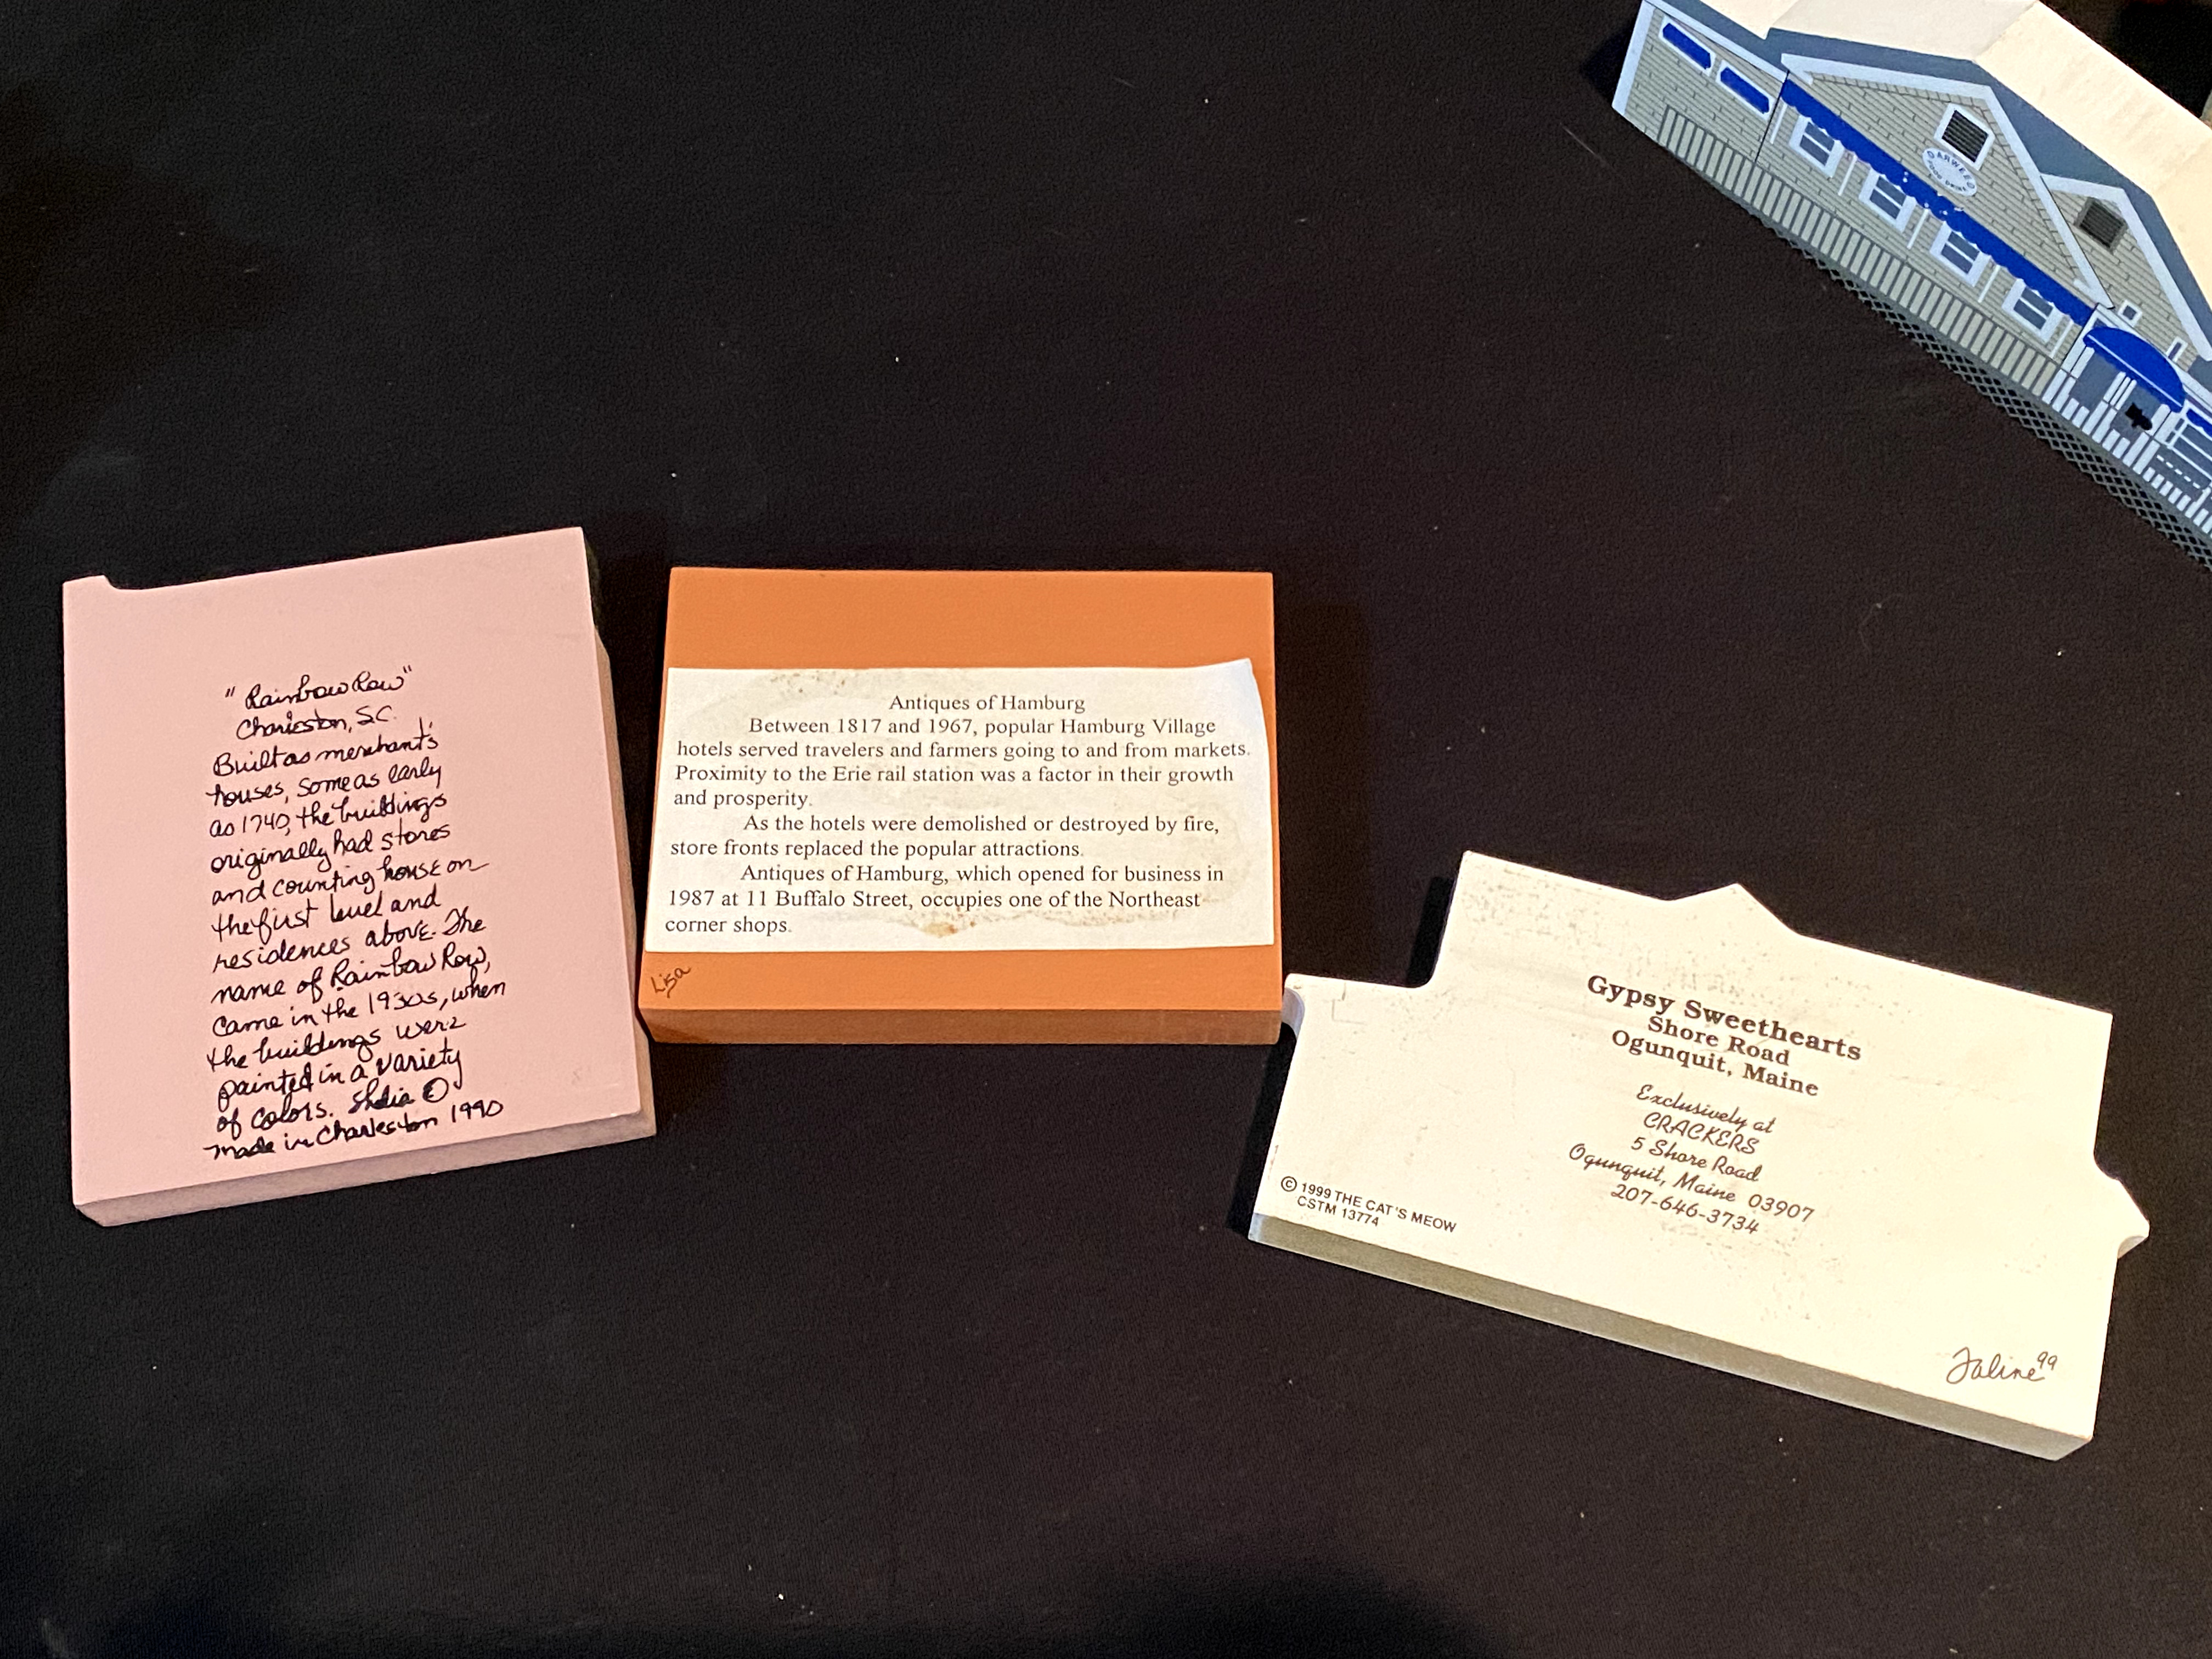 "Rainbow Row"
Charleston, S.C.
Built as merchant's
houses, some as early
as 1740, the buildings
originally had stores
and counting house on
the first level and
residences above. The
name of Rainbow Row,
Came in the 1930s, when
the buildings were
painted in a variety
of colors. Shelia ©
made in Charleston 1990
Antiques of Hamburg
Between 1817 and 1967, popular Hamburg Village
hotels served travelers and farmers going to and from markets.
Proximity to the Erie rail station was a factor in their growth
and prosperity.
As the hotels were demolished or destroyed by fire,
store fronts replaced the popular attractions.
Antiques of Hamburg, which opened for business in
1987 at 11 Buffalo Street, occupies one of the Northeast
corner shops.
Lisa
Gypsy Sweethearts
Shore Road
Ogunquit, Maine
Exclusively at
CRACKERS
5 Shore Road
Ogunquit, Maine 03907
207-646-3734
© 1999 THE CAT'S MEOW
CSTM 13774
Faline 99